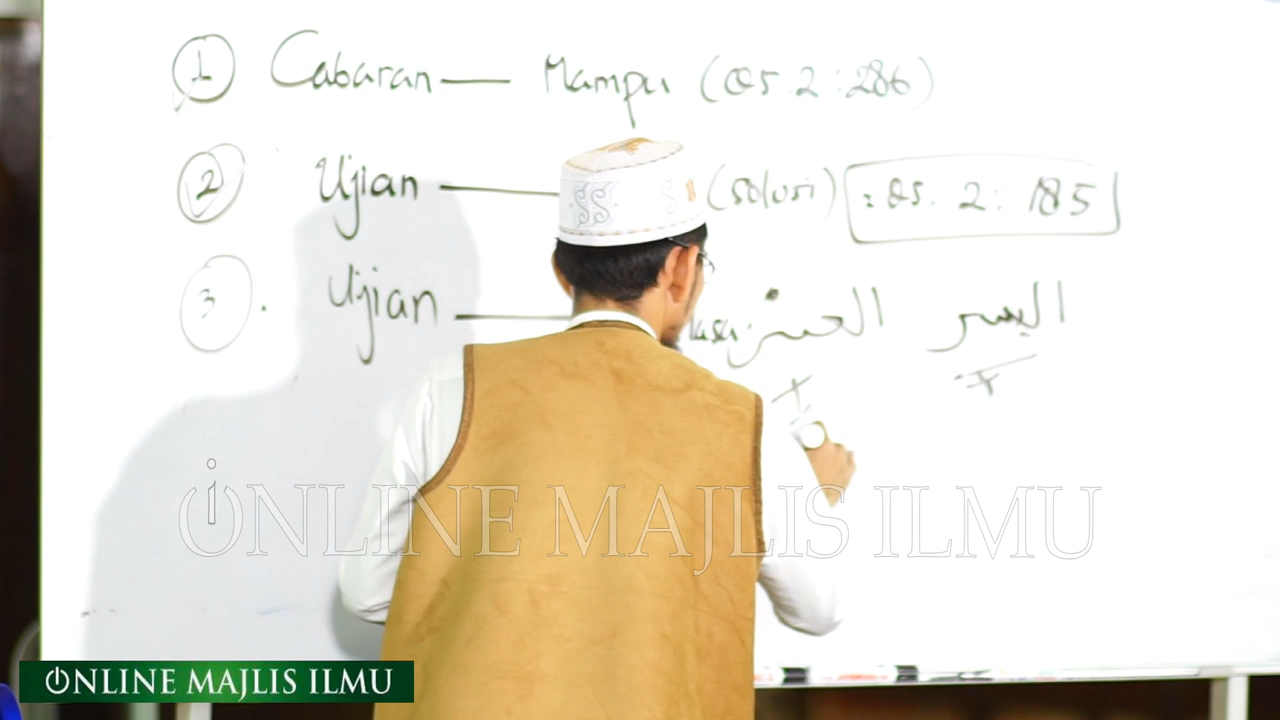 1 Cabaran — Mampu (QS. 2 : 286)
2 Ujian — (solusi) : QS. 2 : 185
3. Ujian — اليسر العسر
ONLINE MAJLIS ILMU
ONLINE MAJLIS ILMU